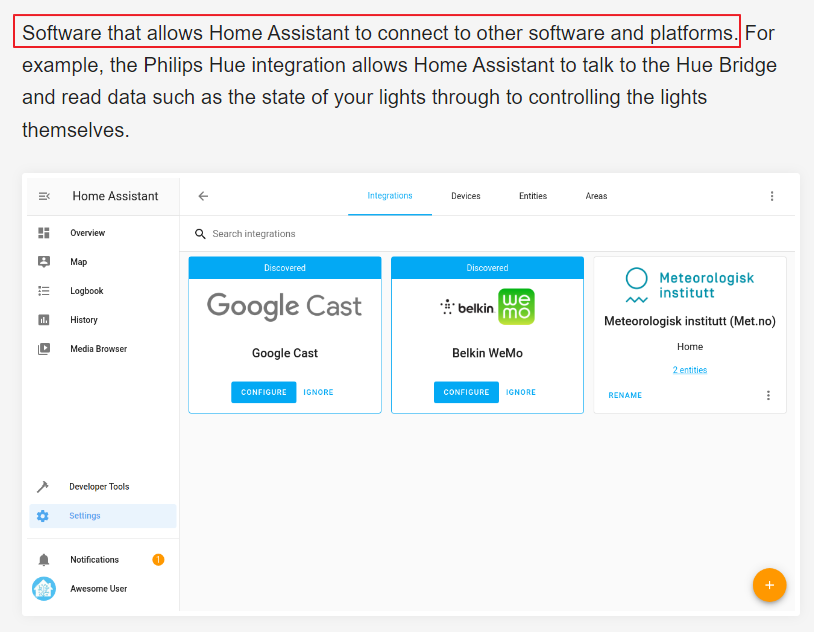 Software that allows Home Assistant to connect to other software and platforms. For
example, the Philips Hue integration allows Home Assistant to talk to the Hue Bridge
and read data such as the state of your lights through to controlling the lights
themselves.
Home Assistant
Integrations
Devices
Entities
Areas
Overview
Map
Logbook
History
Media Browser
Developer Tools
Settings
Notifications
1
Awesome User
Search integrations
Discovered
Google Cast
Google Cast
CONFIGURE IGNORE
Discovered
belkin
we
mo
Belkin WeMo
CONFIGURE IGNORE
Meteorologisk
institutt
Meteorologisk institutt (Met.no)
Home
2 entities
RENAME